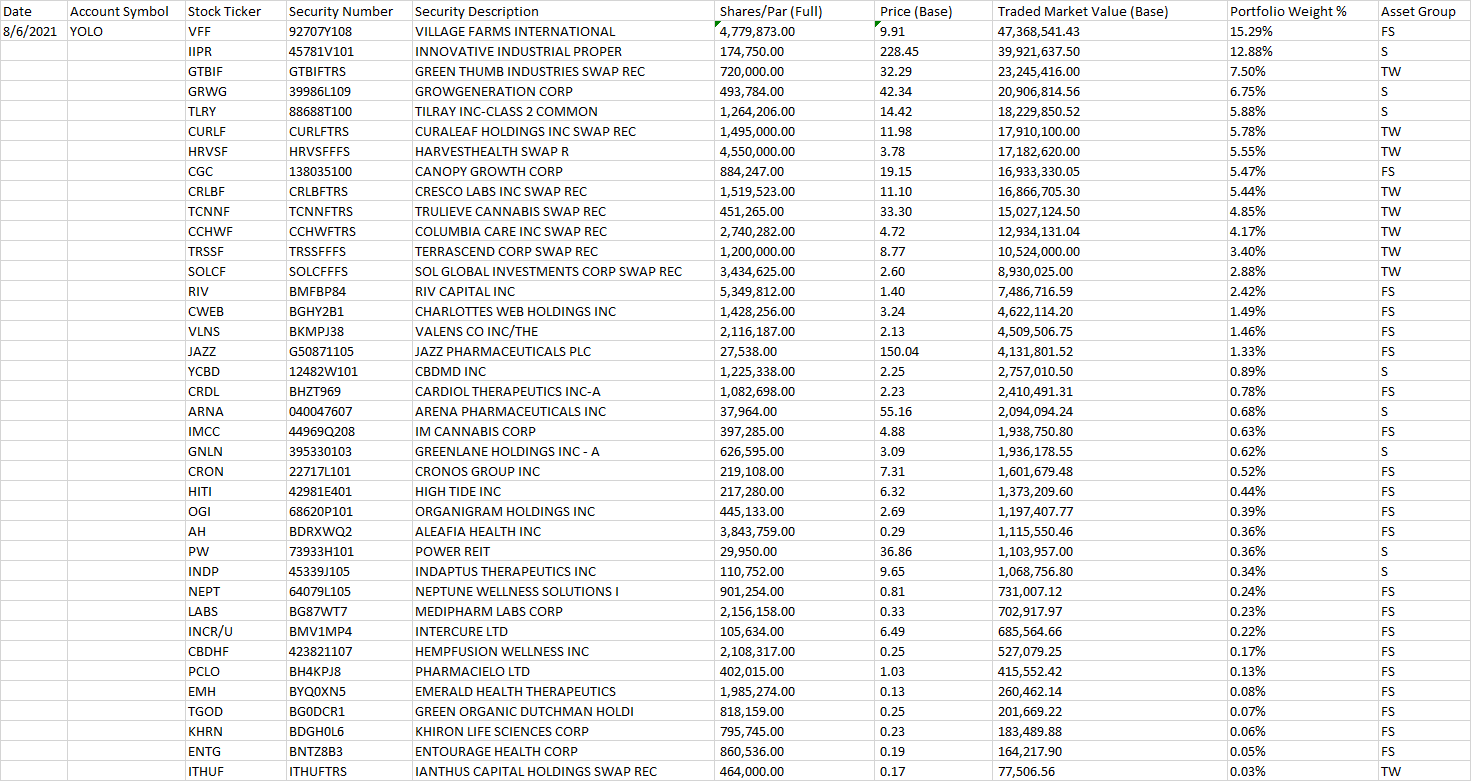 Date Account Symbol Stock Ticker Security Number Security Description Shares/Par (Full) Price (Base) Traded Market Value (Base) Portfolio Weight % Asset Group
8/6/2021 YOLO VFF 92707Y108 VILLAGE FARMS INTERNATIONAL 4,779,873.00 9.91 47,368,541.43 15.29% FS
IIPR 45781V101 INNOVATIVE INDUSTRIAL PROPER 174,750.00 228.45 39,921,637.50 12.88% S
GTBIF GTBIFTRS GREEN THUMB INDUSTRIES SWAP REC 720,000.00 32.29 23,245,416.00 7.50% TW
GRWG 39986L109 GROWGENERATION CORP 493,784.00 42.34 20,906,814.56 6.75% S
TLRY 88688T100 TILRAY INC-CLASS 2 COMMON 1,264,206.00 14.42 18,229,850.52 5.88% S
CURLF CURLFTRS CURALEAF HOLDINGS INC SWAP REC 1,495,000.00 11.98 17,910,100.00 5.78% TW
HRVSF HRVSFFFS HARVESTHEALTH SWAP R 4,550,000.00 3.78 17,182,620.00 5.55% TW
CGC 138035100 CANOPY GROWTH CORP 884,247.00 19.15 16,933,330.05 5.47% FS
CRLBF CRLBFTRS CRESCO LABS INC SWAP REC 1,519,523.00 11.10 16,866,705.30 5.44% TW
TCNNF TCNNFTRS TRULIEVE CANNABIS SWAP REC 451,265.00 33.30 15,027,124.50 4.85% TW
CCHWF CCHWFTRS COLUMBIA CARE INC SWAP REC 2,740,282.00 4.72 12,934,131.04 4.17% TW
TRSSF TRSSFFFS TERRASCEND CORP SWAP REC 1,200,000.00 8.77 10,524,000.00 3.40% TW
SOLCF SOLCFFFS SOL GLOBAL INVESTMENTS CORP SWAP REC 3,434,625.00 2.60 8,930,025.00 2.88% TW
RIV BMFBP84 RIV CAPITAL INC 5,349,812.00 1.40 7,486,716.59 2.42% FS
CWEB BGHY2B1 CHARLOTTES WEB HOLDINGS INC 1,428,256.00 3.24 4,622,114.20 1.49% FS
VLNS BKMPJ38 VALENS CO INC/THE 2,116,187.00 2.13 4,509,506.75 1.46% FS
JAZZ G50871105 JAZZ PHARMACEUTICALS PLC 27,538.00 150.04 4,131,801.52 1.33% FS
YCBD 12482W101 CBDMD INC 1,225,338.00 2.25 2,757,010.50 0.89% S
CRDL BHZT969 CARDIOL THERAPEUTICS INC-A 1,082,698.00 2.23 2,410,491.31 0.78% FS
ARNA 040047607 ARENA PHARMACEUTICALS INC 37,964.00 55.16 2,094,094.24 0.68% S
IMCC 44969Q208 IM CANNABIS CORP 397,285.00 4.88 1,938,750.80 0.63% FS
GNLN 395330103 GREENLANE HOLDINGS INC - A 626,595.00 3.09 1,936,178.55 0.62% S
CRON 22717L101 CRONOS GROUP INC 219,108.00 7.31 1,601,679.48 0.52% FS
HITI 42981E401 HIGH TIDE INC 217,280.00 6.32 1,373,209.60 0.44% FS
OGI 68620P101 ORGANIGRAM HOLDINGS INC 445,133.00 2.69 1,197,407.77 0.39% FS
AH BDRXWQ2 ALEAFIA HEALTH INC 3,843,759.00 0.29 1,115,550.46 0.36% FS
PW 73933H101 POWER REIT 29,950.00 36.86 1,103,957.00 0.36% S
INDP 45339J105 INDAPTUS THERAPEUTICS INC 110,752.00 9.65 1,068,756.80 0.34% S
NEPT 64079L105 NEPTUNE WELLNESS SOLUTIONS I 901,254.00 0.81 731,007.12 0.24% FS
LABS BG87WT7 MEDIPHARM LABS CORP 2,156,158.00 0.33 702,917.97 0.23% FS
INCR/U BMV1MP4 INTERCURE LTD 105,634.00 6.49 685,564.66 0.22% FS
CBDHF 423821107 HEMPFUSION WELLNESS INC 2,108,317.00 0.25 527,079.25 0.17% FS
PCLO BH4KPJ8 PHARMACIELO LTD 402,015.00 1.03 415,552.42 0.13% FS
EMH BYQ0XN5 EMERALD HEALTH THERAPEUTICS 1,985,274.00 0.13 260,462.14 0.08% FS
TGOD BG0DCR1 GREEN ORGANIC DUTCHMAN HOLDI 818,159.00 0.25 201,669.22 0.07% FS
KHRN BDGH0L6 KHIRON LIFE SCIENCES CORP 795,745.00 0.23 183,489.88 0.06% FS
ENTG BNTZ8B3 ENTOURAGE HEALTH CORP 860,536.00 0.19 164,217.90 0.05% FS
ITHUF ITHUFTRS IANTHUS CAPITAL HOLDINGS SWAP REC 464,000.00 0.17 77,506.56 0.03% TW